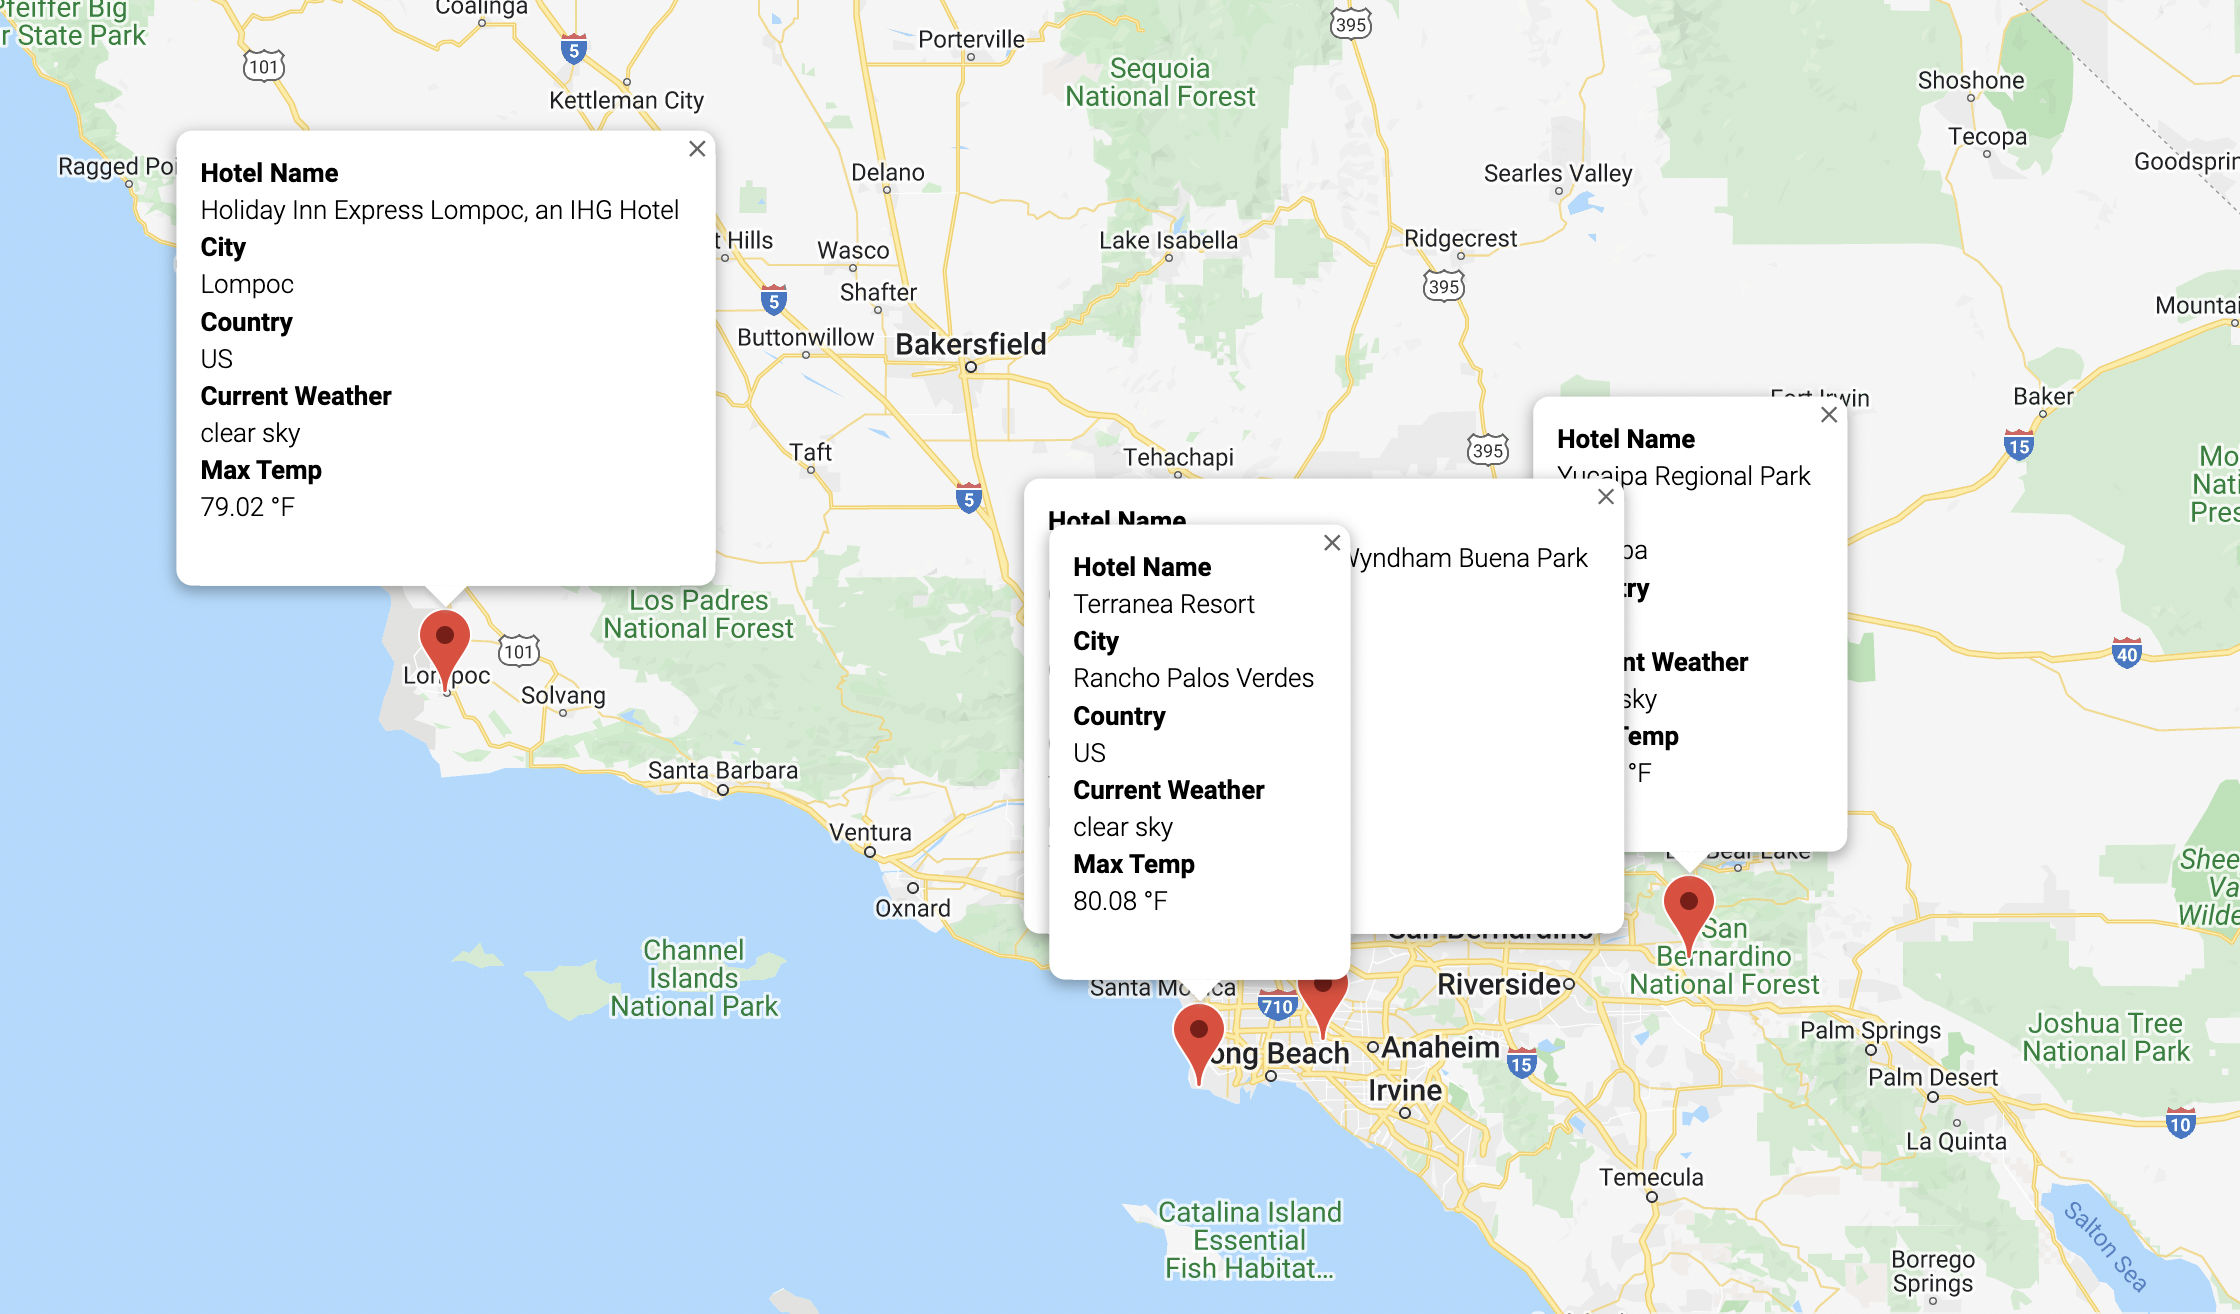 Pfeiffer Big
r State Park
Coalinga
101
5
Kettleman City
Porterville
Sequoia
National Forest
395
Shoshone
Tecopa
Goodsprin
Ragged Poi
Hotel Name
Holiday Inn Express Lompoc, an IHG Hotel
City
Lompoc
Country
US
Current Weather
clear sky
Max Temp
79.02 °F
Delano
t Hills
Wasco
Shafter
5
Buttonwillow
Bakersfield
Lake Isabella
Searles Valley
Ridgecrest
395
Mountai
Baker
15
Taft
5
Tehachapi
395
Fort Irwin
Mo
Nati
Pres
Hotel Name
Yucaipa Regional Park
pa
try
nt Weather
sky
Temp
°F
Hotel Name
Wyndham Buena Park
Hotel Name
Terranea Resort
City
Rancho Palos Verdes
Country
US
Current Weather
clear sky
Max Temp
80.08 °F
Los Padres
National Forest
Lompoc
101
Solvang
Santa Barbara
Ventura
Oxnard
Channel
Islands
National Park
40
Big Bear Lake
Shee
Va
Wilde
San Bernardino
Santa Monica
710
Long Beach
Anaheim
Irvine
Riverside
15
San
Bernardino
National Forest
Palm Springs
Palm Desert
La Quinta
Joshua Tree
National Park
10
Temecula
Catalina Island
Essential
Fish Habitat...
Borrego
Springs
Salton Sea